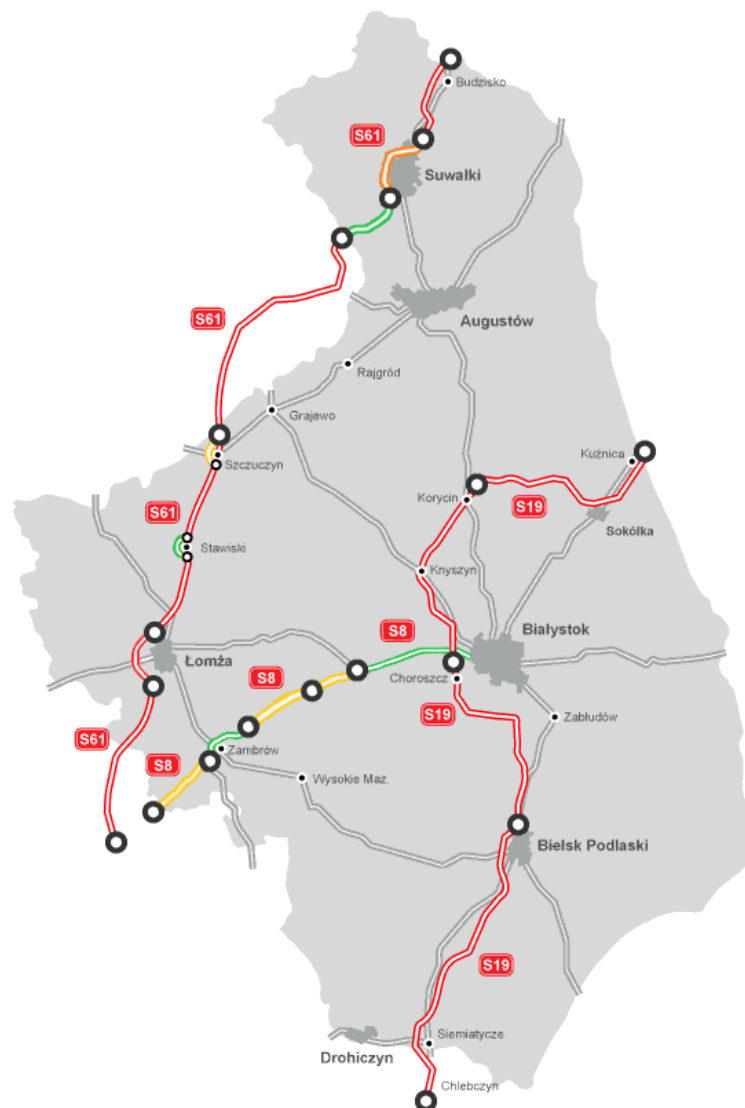 Budzisko
S61
Suwałki
S61
Augustów
Rajgród
Grajewo
Kuźnica
Szczuczyn
Korycin
S19
S61
Sokólka
Stawiski
Knyszyn
Białystok
S8
Łomża
S8
Choroszcz
S19
Zabłudów
S61
Zambrów
S8
Wysokie Maz.
Bielsk Podlaski
S19
Siemiatycze
Drohiczyn
Chlebczyn